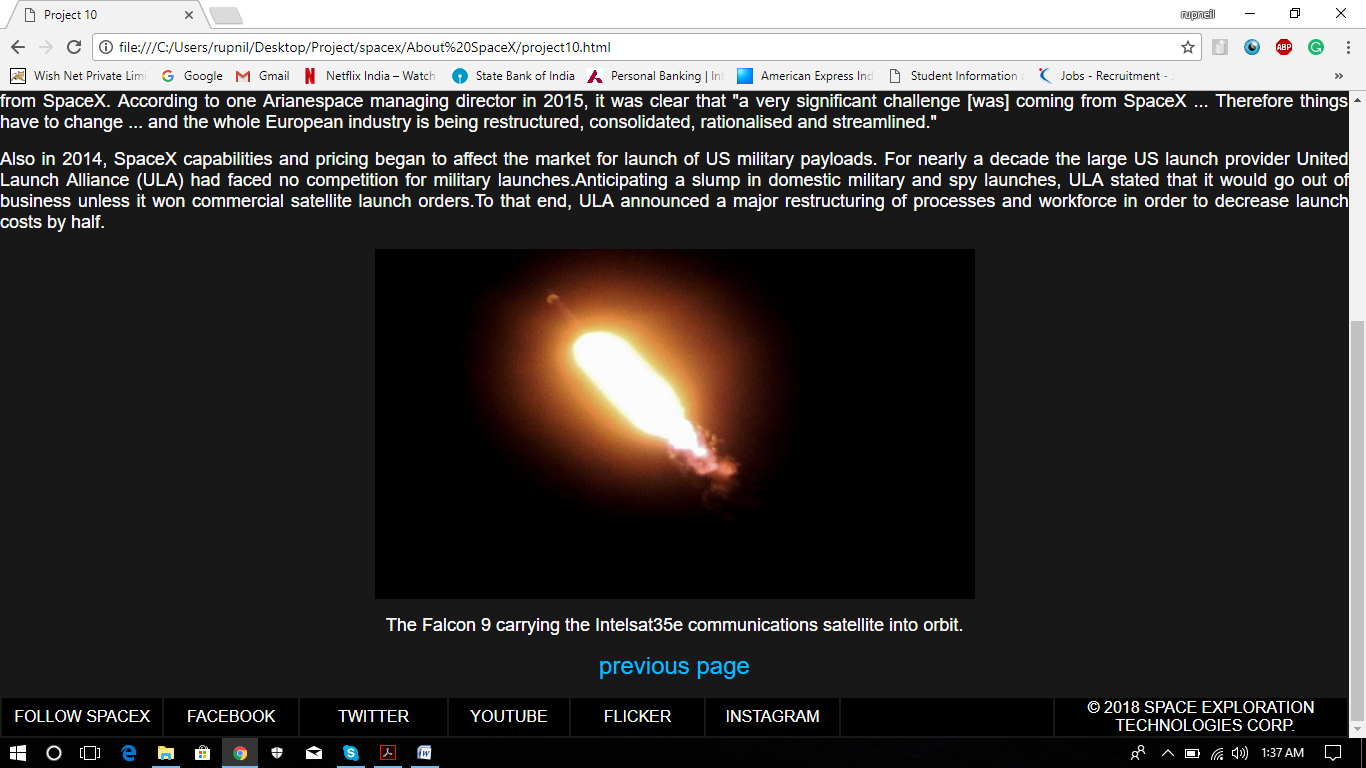 Project 10
rupneil
file:///C:/Users/rupnil/Desktop/Project/spacex/About%20SpaceX/project10.html
ABP
Wish Net Private Limi
Google
Gmail
Netflix India – Watch
State Bank of India
Personal Banking | Int
American Express Ind
Student Information a
Jobs - Recruitment -
»
from SpaceX. According to one Arianespace managing director in 2015, it was clear that "a very significant challenge [was] coming from SpaceX ... Therefore things
have to change ... and the whole European industry is being restructured, consolidated, rationalised and streamlined."
Also in 2014, SpaceX capabilities and pricing began to affect the market for launch of US military payloads. For nearly a decade the large US launch provider United
Launch Alliance (ULA) had faced no competition for military launches.Anticipating a slump in domestic military and spy launches, ULA stated that it would go out of
business unless it won commercial satellite launch orders.To that end, ULA announced a major restructuring of processes and workforce in order to decrease launch
costs by half.
The Falcon 9 carrying the Intelsat35e communications satellite into orbit.
previous page
FOLLOW SPACEX
FACEBOOK
TWITTER
YOUTUBE
FLICKER
INSTAGRAM
© 2018 SPACE EXPLORATION
TECHNOLOGIES CORP.
1:37 AM